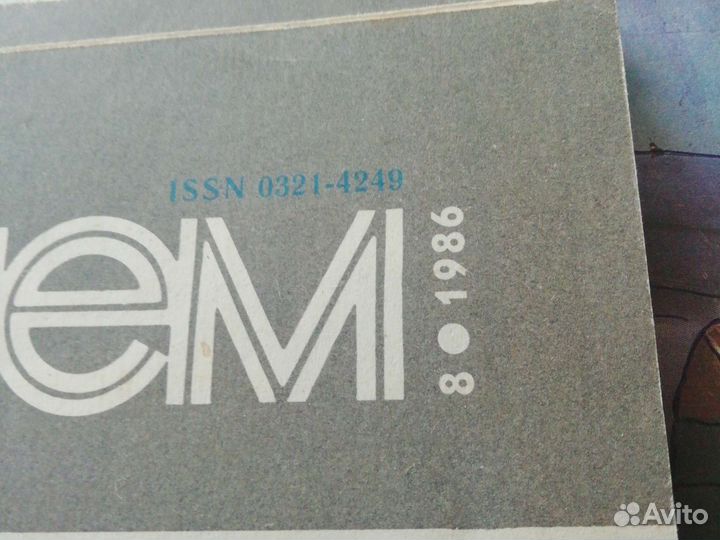 ISSN 0321-4249
ем
8 ● 1986
Avito